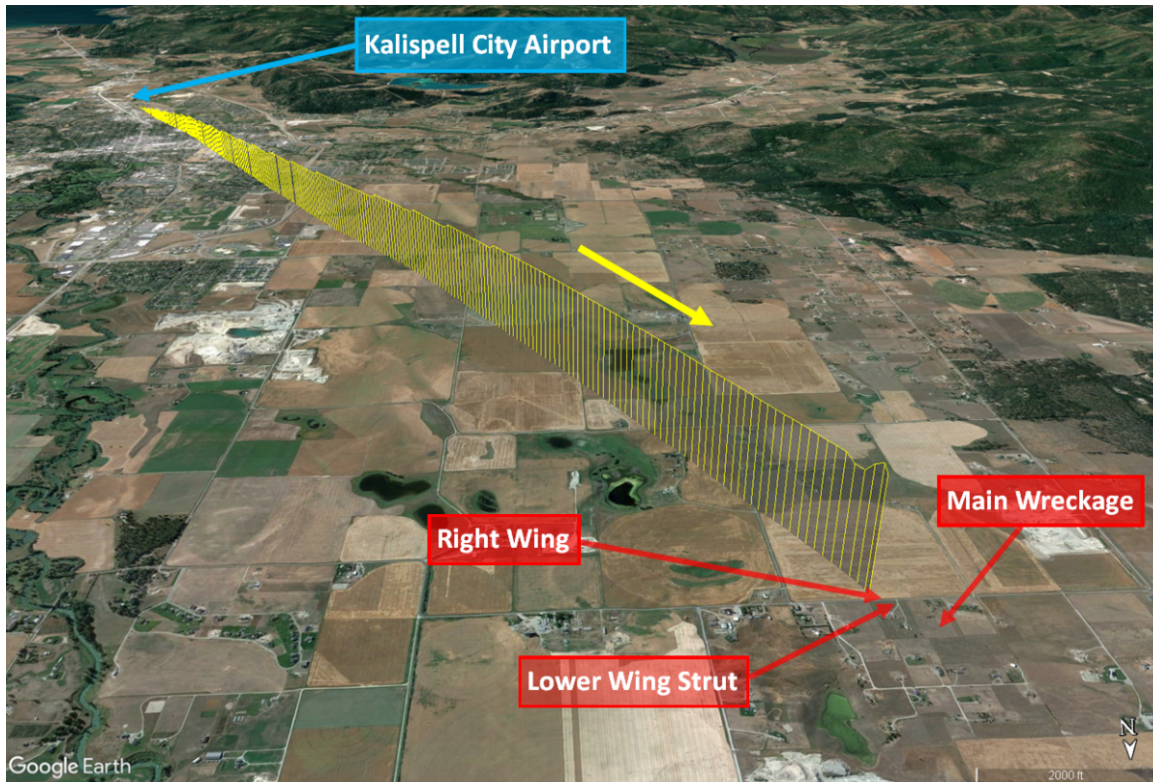 Kalispell City Airport
Main Wreckage
Right Wing
Lower Wing Strut
N
Google Earth
2000 ft